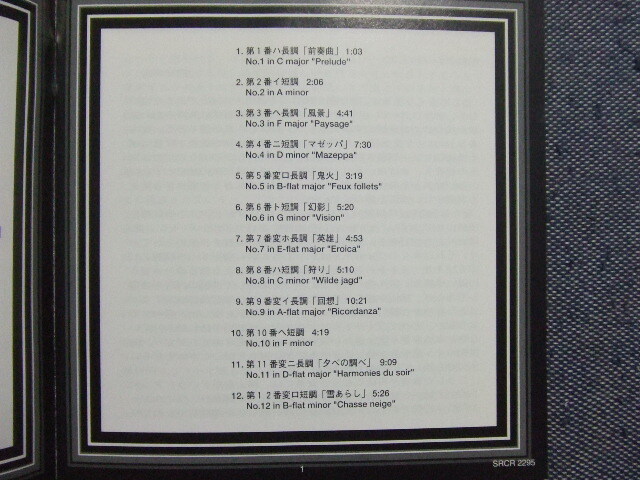 1. 第1番ハ長調「前奏曲」1:03
No.1 in C major "Prelude"
2. 第2番イ短調 2:06
No.2 in A minor
3. 第3番ヘ長調「風景」4:41
No.3 in F major "Paysage"
4. 第4番ニ短調「マゼッパ」7:30
No.4 in D minor "Mazeppa"
5. 第5番変ロ長調「鬼火」3:19
No.5 in B-flat major "Feux follets"
6. 第6番ト短調「幻影」5:20
No.6 in G minor "Vision"
7. 第7番変ホ長調「英雄」4:53
No.7 in E-flat major "Eroica"
8. 第8番ハ短調「狩り」5:10
No.8 in C minor "Wilde jagd"
9. 第9番変イ長調「回想」10:21
No.9 in A-flat major "Ricordanza"
10. 第10番ヘ短調 4:19
No.10 in F minor
11. 第11番変ニ長調「夕べの調べ」9:09
No.11 in D-flat major "Harmonies du soir"
12. 第12番変ロ短調「雪あらし」5:26
No.12 in B-flat minor "Chasse neige"
1
SRCR 2295